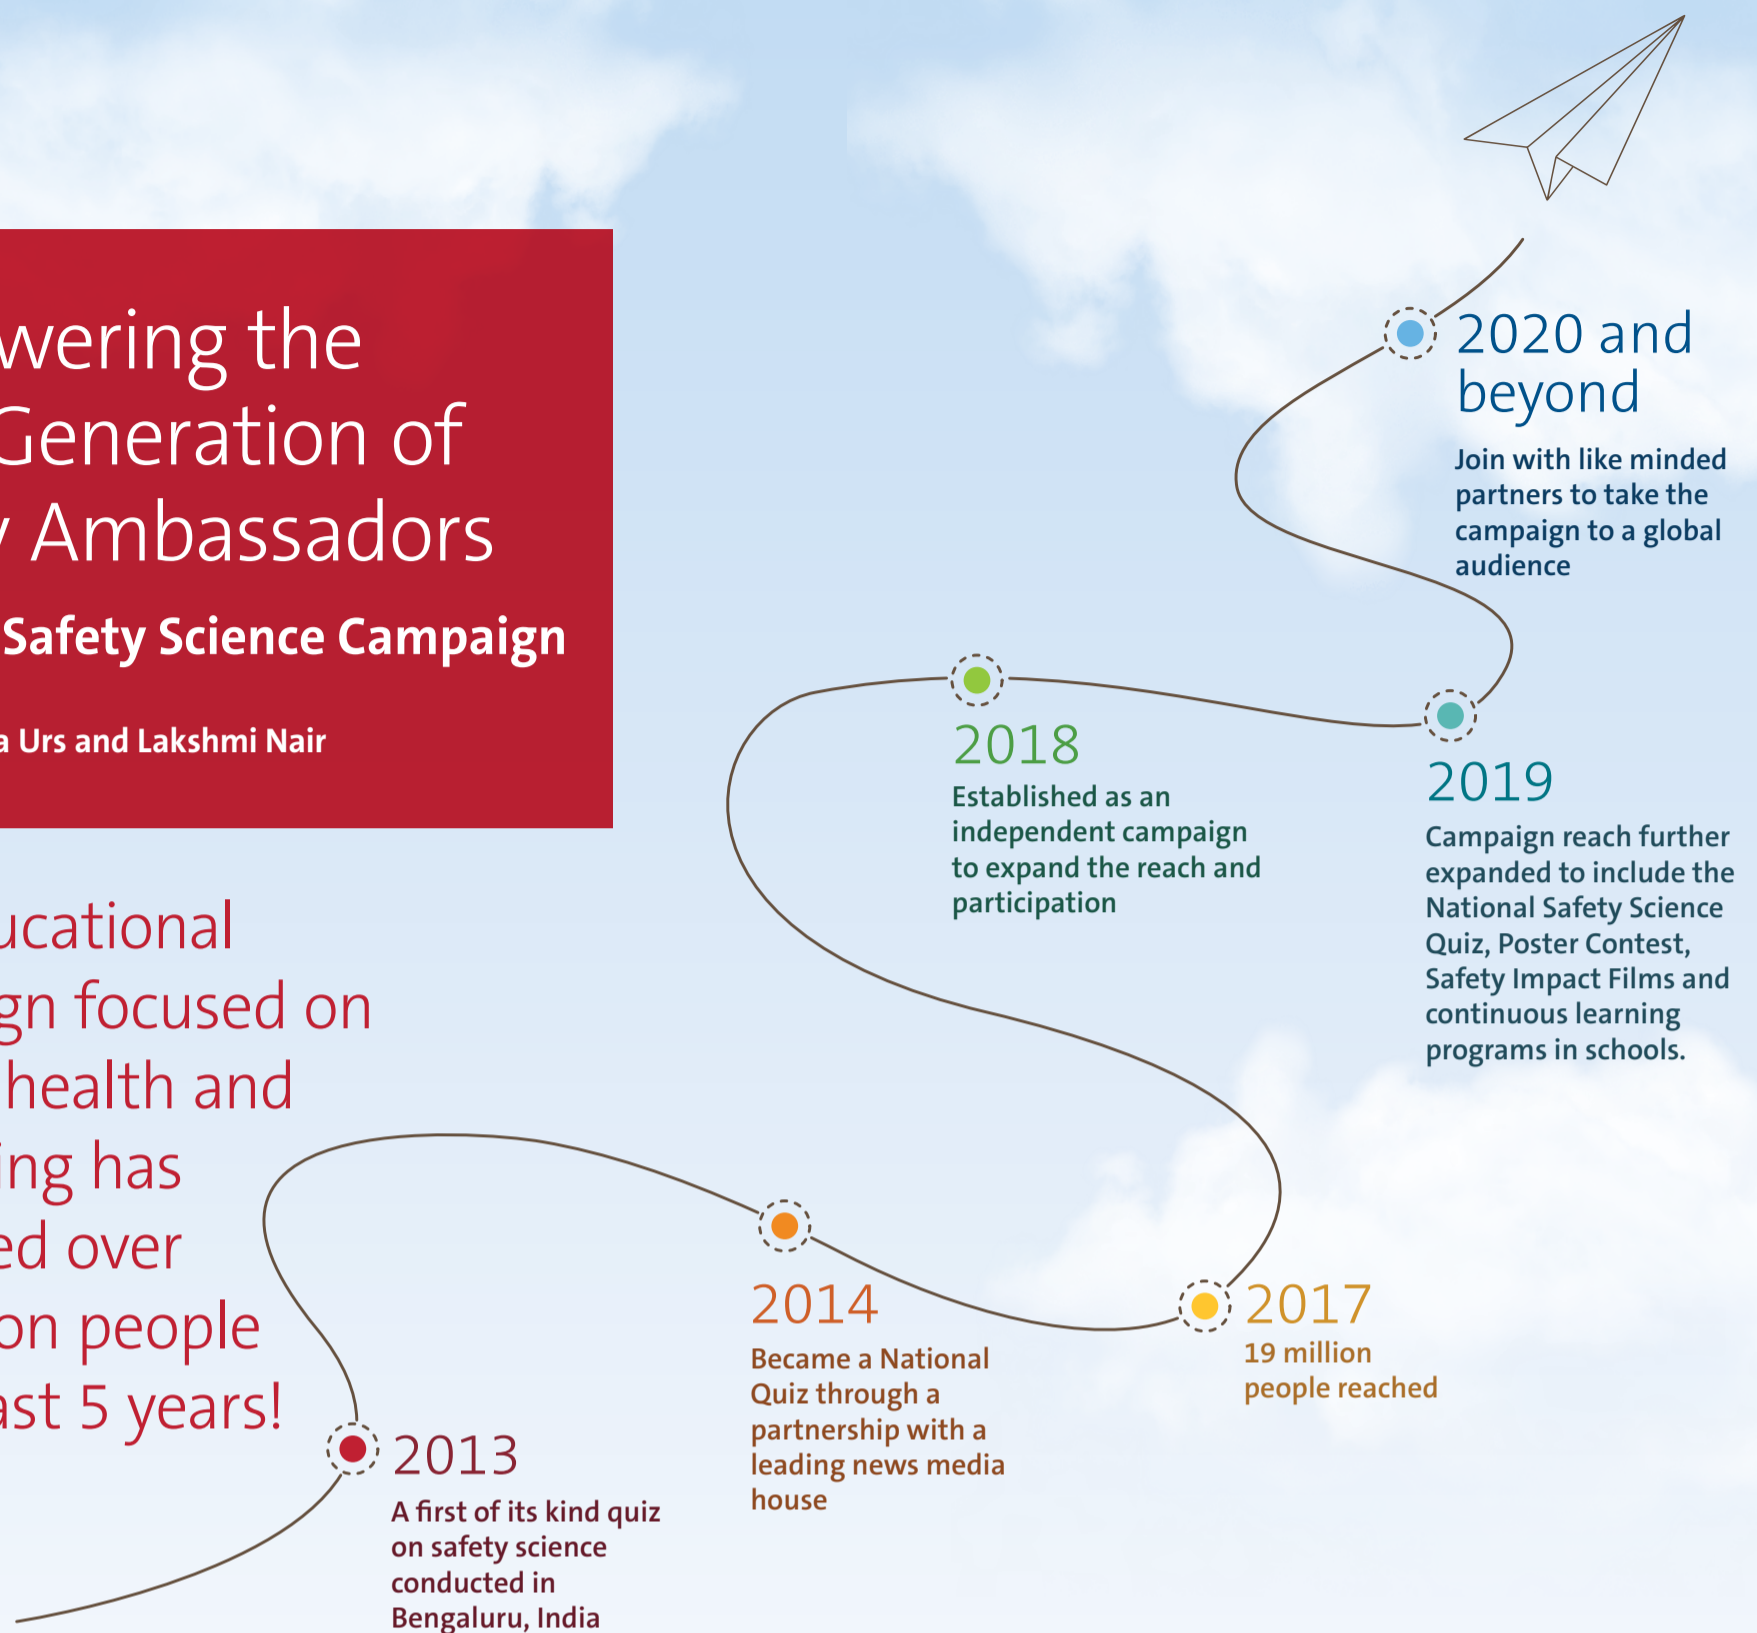 wering the
Generation of
Ambassadors
Safety Science Campaign
a Urs and Lakshmi Nair
ucational
gn focused on
health and
ing has
ed over
on people
ast 5 years!
2013
A first of its kind quiz
on safety science
conducted in
Bengaluru, India
2014
Became a National
Quiz through a
partnership with a
leading news media
house
2017
19 million
people reached
2018
Established as an
independent campaign
to expand the reach and
participation
2019
Campaign reach further
expanded to include the
National Safety Science
Quiz, Poster Contest,
Safety Impact Films and
continuous learning
programs in schools.
2020 and
beyond
Join with like minded
partners to take the
campaign to a global
audience